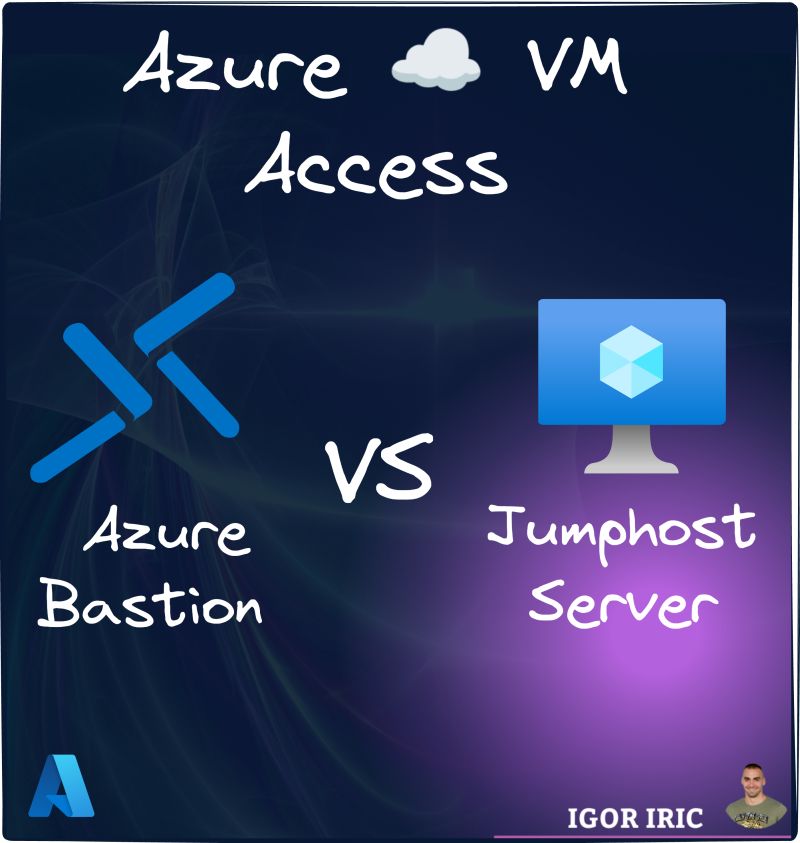 Azure VM
Access
VS
Azure
Bastion
Jumphost
Server
IGOR IRIC